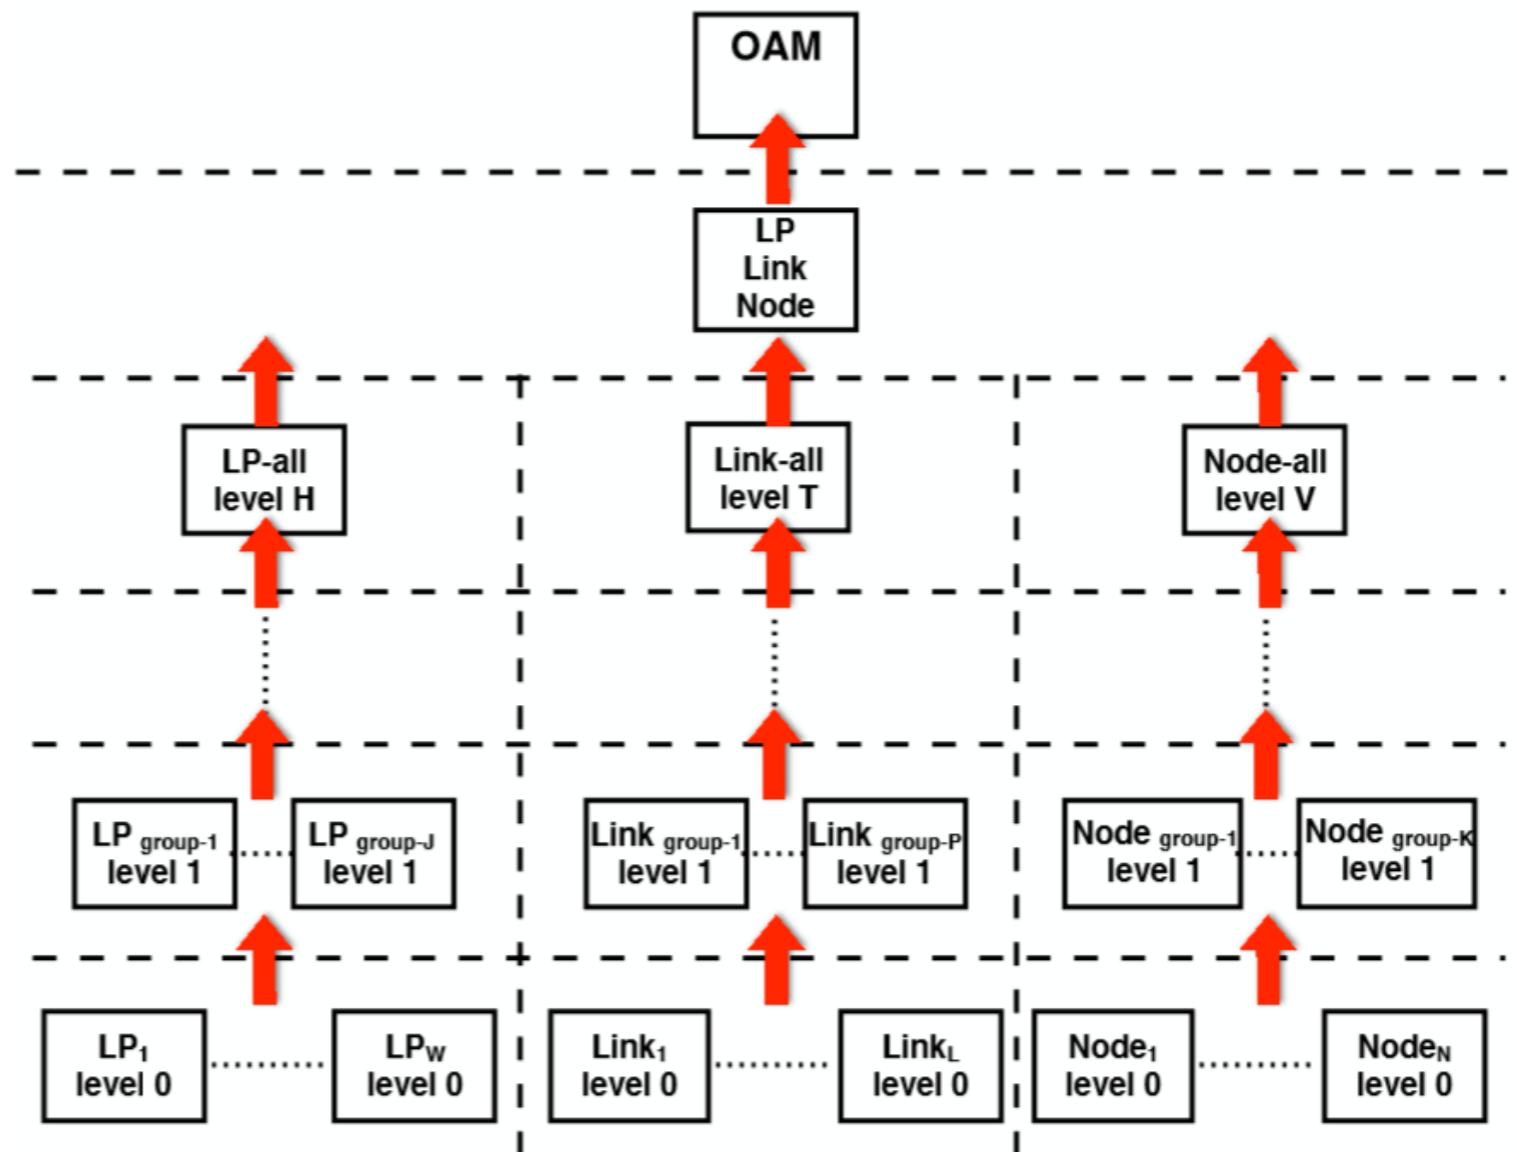 OAM
LP
Link
Node
LP-all
level H
Link-all
level T
Node-all
level V
LP group-1
level 1
LP group-J
level 1
Link group-1
level 1
Link group-P
level 1
Node group-1
level 1
Node group-K
level 1
LP1
level 0
LPW
level 0
Link1
level 0
LinkL
level 0
Node1
level 0
NodeN
level 0